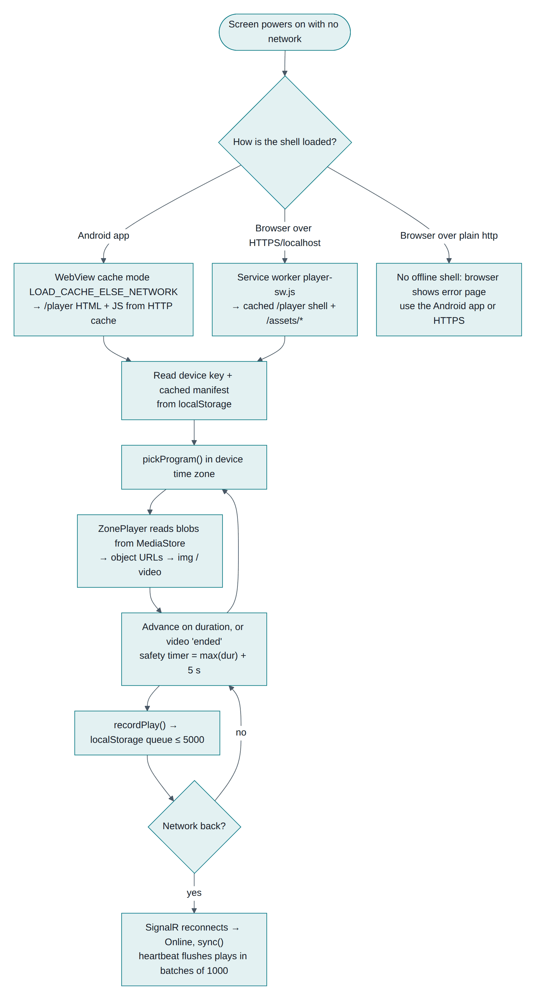 Screen powers on with no
network
How is the shell loaded?
Android app
Browser over
HTTPS/localhost
Browser over plain http
WebView cache mode
LOAD_CACHE_ELSE_NETWORK
→ /player HTML + JS from HTTP
cache
Service worker player-
sw.js
→ cached /player shell +
/assets/*
No offline shell: browser
shows error page
use the Android app or
HTTPS
Read device key +
cached manifest
from localStorage
pickProgram() in device
time zone
ZonePlayer reads blobs
from MediaStore
→ object URLs → img /
video
Advance on duration, or
video 'ended'
safety timer = max(dur) +
5 s
recordPlay() →
localStorage queue ≤ 5000
no
Network back?
yes
SignalR reconnects →
Online, sync()
heartbeat flushes plays in
batches of 1000